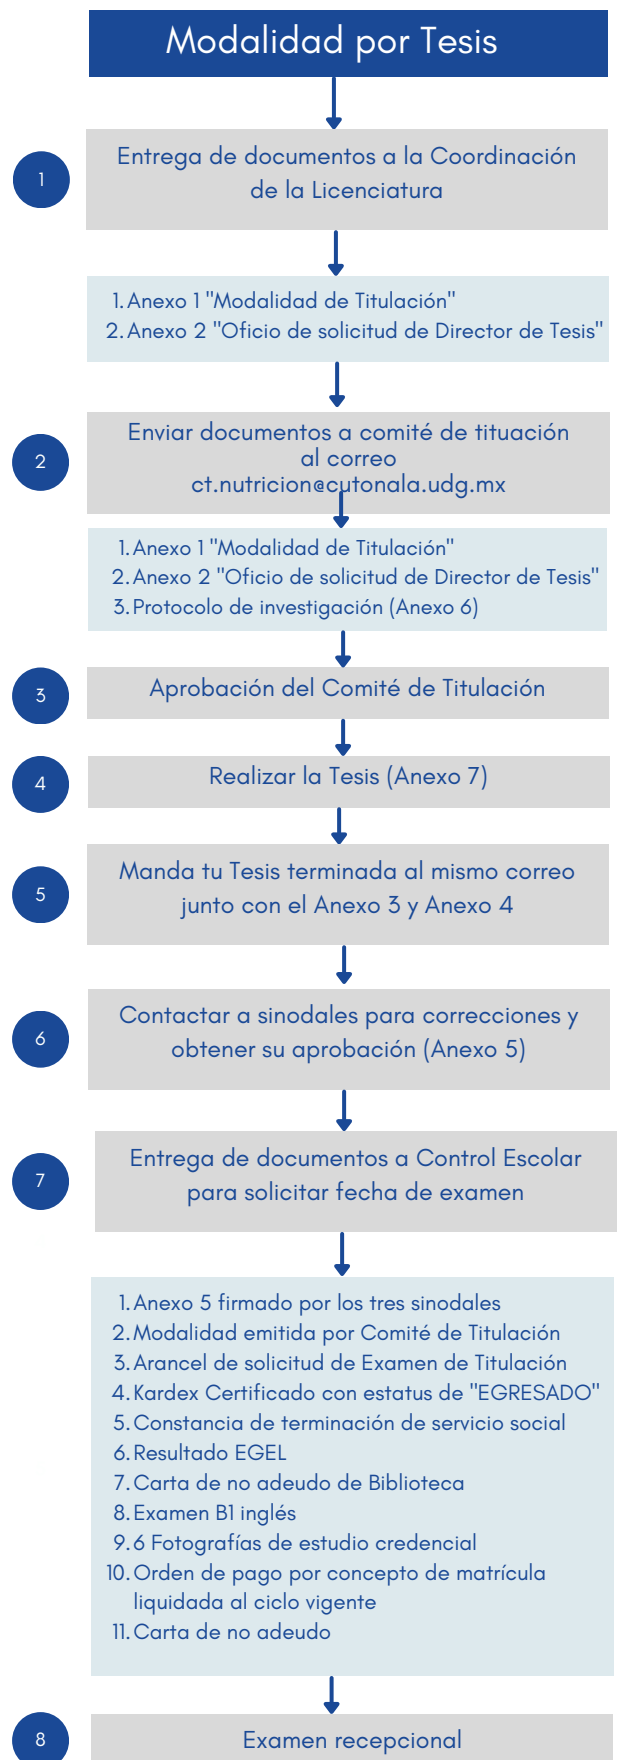 Modalidad por Tesis
1
Entrega de documentos a la Coordinación
de la Licenciatura
1. Anexo 1 "Modalidad de Titulación"
2. Anexo 2 "Oficio de solicitud de Director de Tesis"
2
Enviar documentos a comité de tituación
al correo
ct.nutricion@cutonala.udg.mx
1. Anexo 1 "Modalidad de Titulación"
2. Anexo 2 "Oficio de solicitud de Director de Tesis"
3. Protocolo de investigación (Anexo 6)
3
Aprobación del Comité de Titulación
4
Realizar la Tesis (Anexo 7)
5
Manda tu Tesis terminada al mismo correo
junto con el Anexo 3 y Anexo 4
6
Contactar a sinodales para correcciones y
obtener su aprobación (Anexo 5)
7
Entrega de documentos a Control Escolar
para solicitar fecha de examen
1. Anexo 5 firmado por los tres sinodales
2. Modalidad emitida por Comité de Titulación
3. Arancel de solicitud de Examen de Titulación
4. Kardex Certificado con estatus de "EGRESADO"
5. Constancia de terminación de servicio social
6. Resultado EGEL
7. Carta de no adeudo de Biblioteca
8. Examen B1 inglés
9. 6 Fotografías de estudio credencial
10. Orden de pago por concepto de matrícula
liquidada al ciclo vigente
11. Carta de no adeudo
8
Examen recepcional